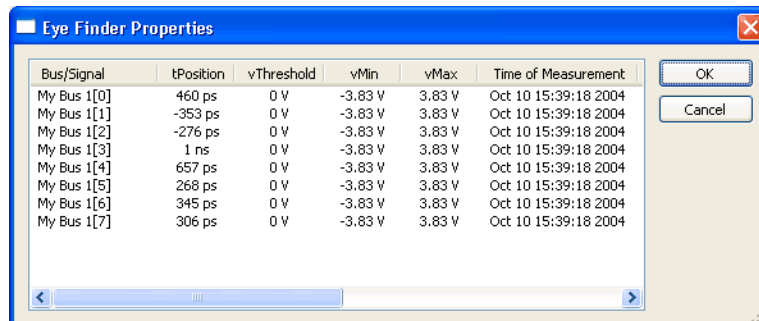 Eye Finder Properties
Bus/Signal tPosition vThreshold vMin vMax Time of Measurement OK
My Bus 1[0] 460 ps 0 V -3.83 V 3.83 V Oct 10 15:39:18 2004
My Bus 1[1] -353 ps 0 V -3.83 V 3.83 V Oct 10 15:39:18 2004 Cancel
My Bus 1[2] -276 ps 0 V -3.83 V 3.83 V Oct 10 15:39:18 2004
My Bus 1[3] 1 ns 0 V -3.83 V 3.83 V Oct 10 15:39:18 2004
My Bus 1[4] 657 ps 0 V -3.83 V 3.83 V Oct 10 15:39:18 2004
My Bus 1[5] 268 ps 0 V -3.83 V 3.83 V Oct 10 15:39:18 2004
My Bus 1[6] 345 ps 0 V -3.83 V 3.83 V Oct 10 15:39:18 2004
My Bus 1[7] 306 ps 0 V -3.83 V 3.83 V Oct 10 15:39:18 2004